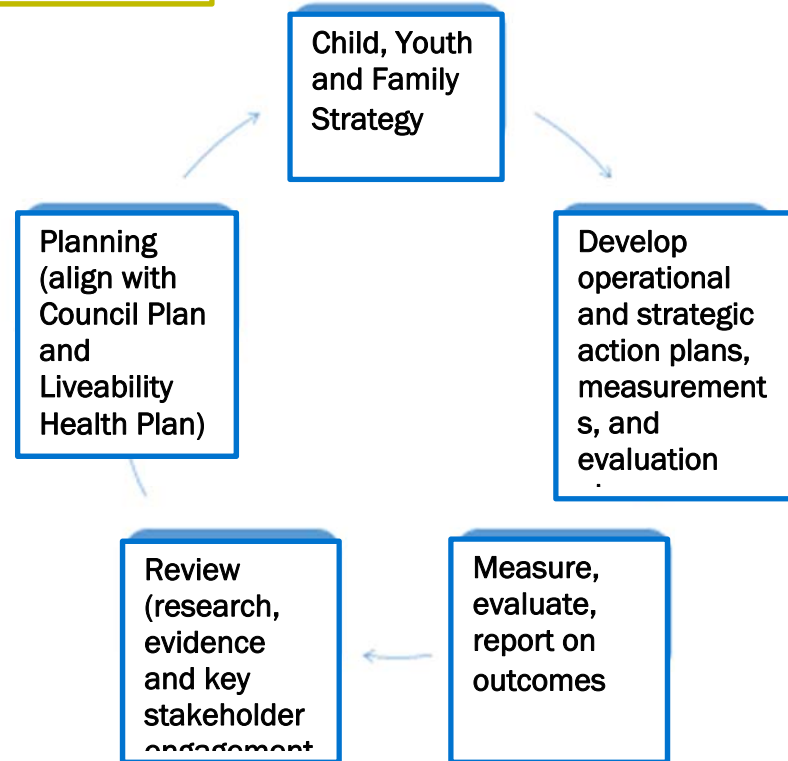 Child, Youth
and Family
Strategy
Develop
operational
and strategic
action plans,
measurement
s, and
evaluation
Measure,
evaluate,
report on
outcomes
Review
(research,
evidence
and key
stakeholder
engagement
Planning
(align with
Council Plan
and
Liveability
Health Plan)